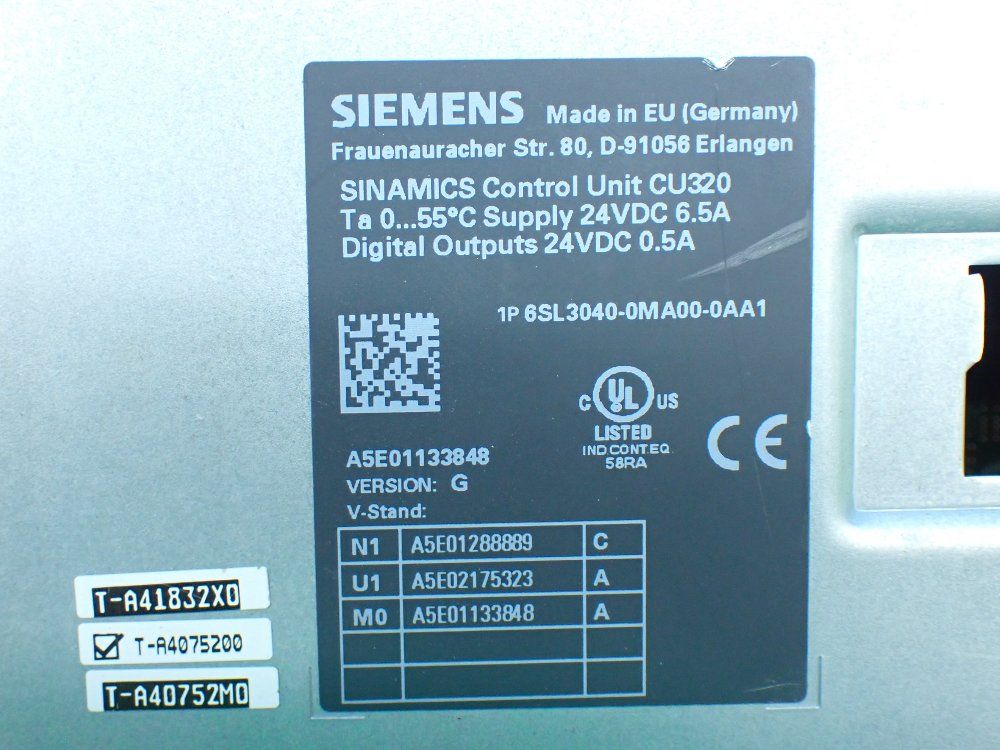 SIEMENS Made in EU (Germany)
Frauenauracher Str. 80, D-91056 Erlangen
SINAMICS Control Unit CU320
Ta 0...55°C Supply 24VDC 6.5A
Digital Outputs 24VDC 0.5A
1P 6SL3040-0MA00-0AA1
C UL US
LISTED
IND CONT.EQ
58RA
CE
A5E01133848
VERSION: G
V-Stand:
N1 A5E01288889 C
U1 A5E02175323 A
M0 A5E01133848 A
T-A41832X0
T-A4075200
T-A40752M0